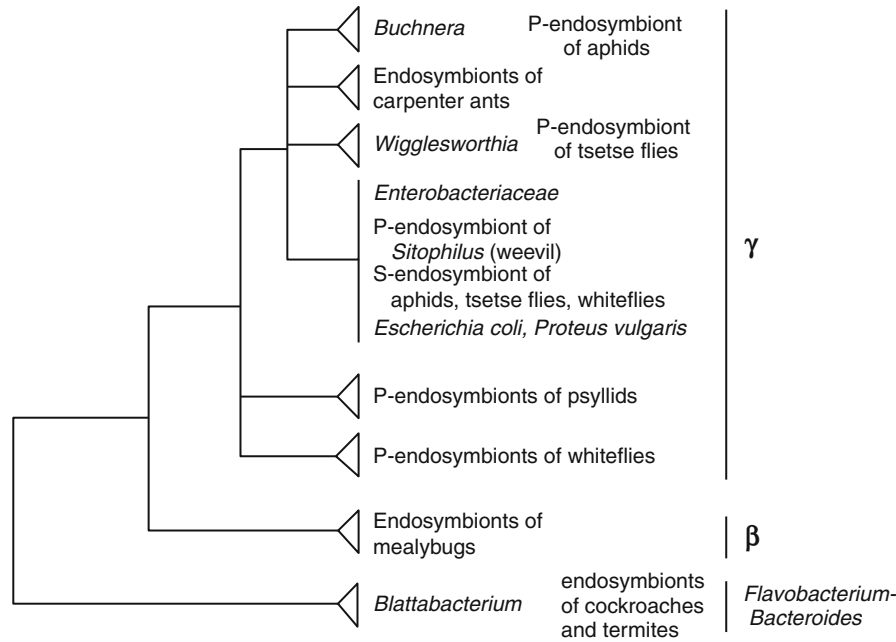 Buchnera P-endosymbiont
of aphids
Endosymbionts of
carpenter ants
Wigglesworthia P-endosymbiont
of tsetse flies
Enterobacteriaceae
P-endosymbiont of
Sitophilus (weevil)
S-endosymbient of
aphids, tsetse flies, whiteflies
Escherichia coli, Proteus vulgaris
γ
P-endosymbionts of psyllids
P-endosymbionts of whiteflies
Endosymbionts of
mealybugs
β
Blattabacterium
endosymbionts
of cockroaches
and termites
Flavobacterium-
Bacteroides